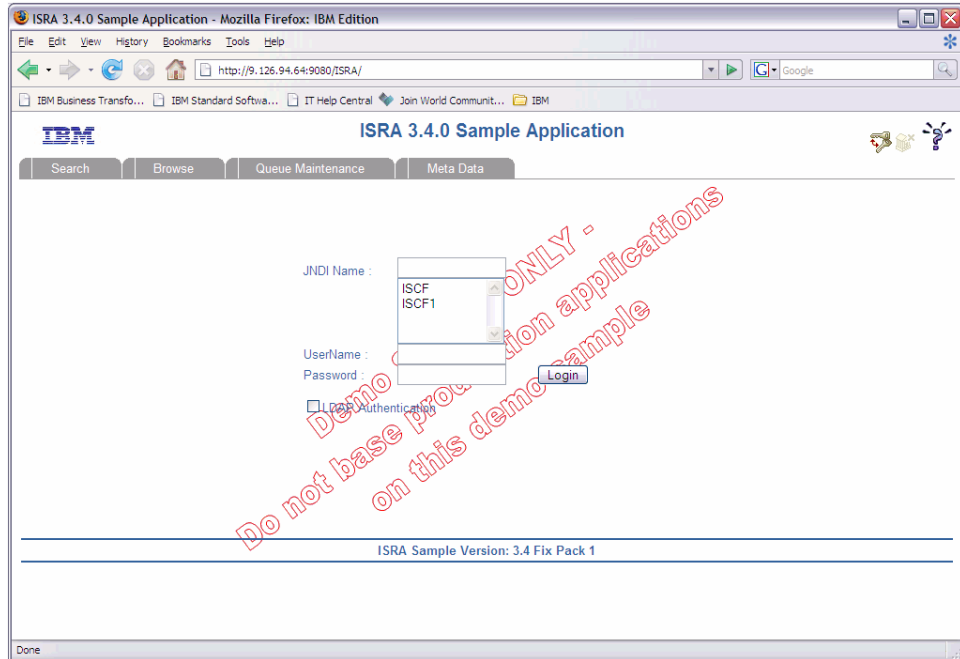 ISRA 3.4.0 Sample Application - Mozilla Firefox: IBM Edition
File Edit View History Bookmarks Tools Help
http://9.126.94.64:9080/ISRA/
G Google
IBM Business Transfo... IBM Standard Softwa... IT Help Central Join World Communit... IBM
IBM
ISRA 3.4.0 Sample Application
Search Browse Queue Maintenance Meta Data
JNDI Name :
ISCF
ISCF1
UserName :
Password :
Login
LDAP Authentication
Demo ONLY -
Do not base production applications
on this demo sample
ISRA Sample Version: 3.4 Fix Pack 1
Done